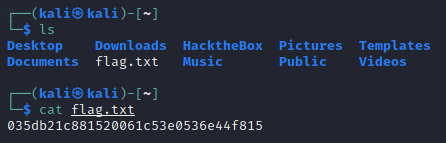 ┌──(kali㉿kali)-[~]
└─$ ls
Desktop Downloads HacktheBox Pictures Templates
Documents flag.txt Music Public Videos
┌──(kali㉿kali)-[~]
└─$ cat flag.txt
035db21c881520061c53e0536e44f815